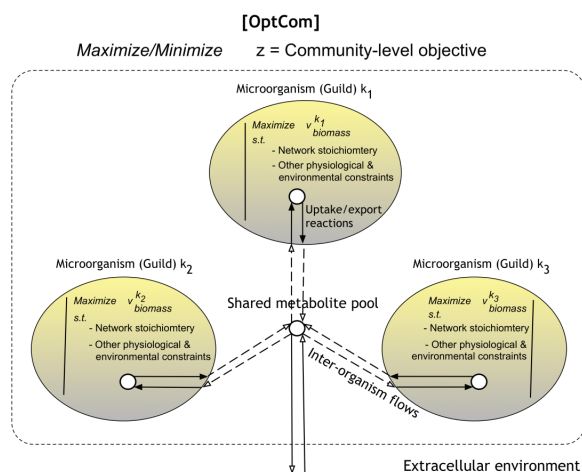 [OptCom]
Maximize/Minimize z = Community-level objective
Microorganism (Guild) k1
Maximize v k1 biomass
s.t.
- Network stoichiomtery
- Other physiological &
environmental constraints
Uptake/export
reactions
Microorganism (Guild) k2
Maximize v k2 biomass
s.t.
- Network stoichiomtery
- Other physiological &
environmental constraints
Shared metabolite pool
Microorganism (Guild) k3
Maximize v k3 biomass
s.t.
- Network stoichiomtery
- Other physiological &
environmental constraints
Inter-organism flows
Extracellular environment